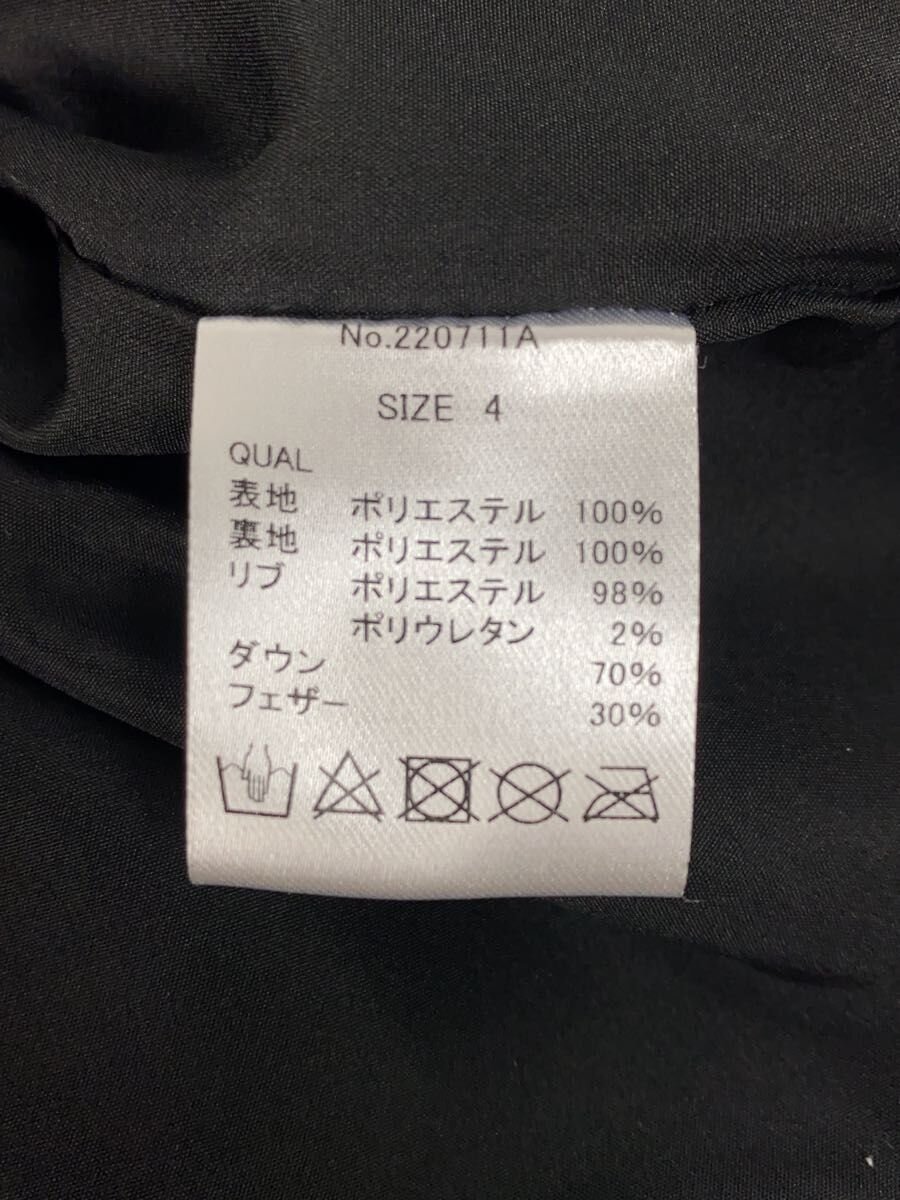 No.220711A
SIZE 4
QUAL
表地 ポリエステル 100%
裏地 ポリエステル 100%
リブ ポリエステル 98%
ポリウレタン 2%
ダウン 70%
フェザー 30%